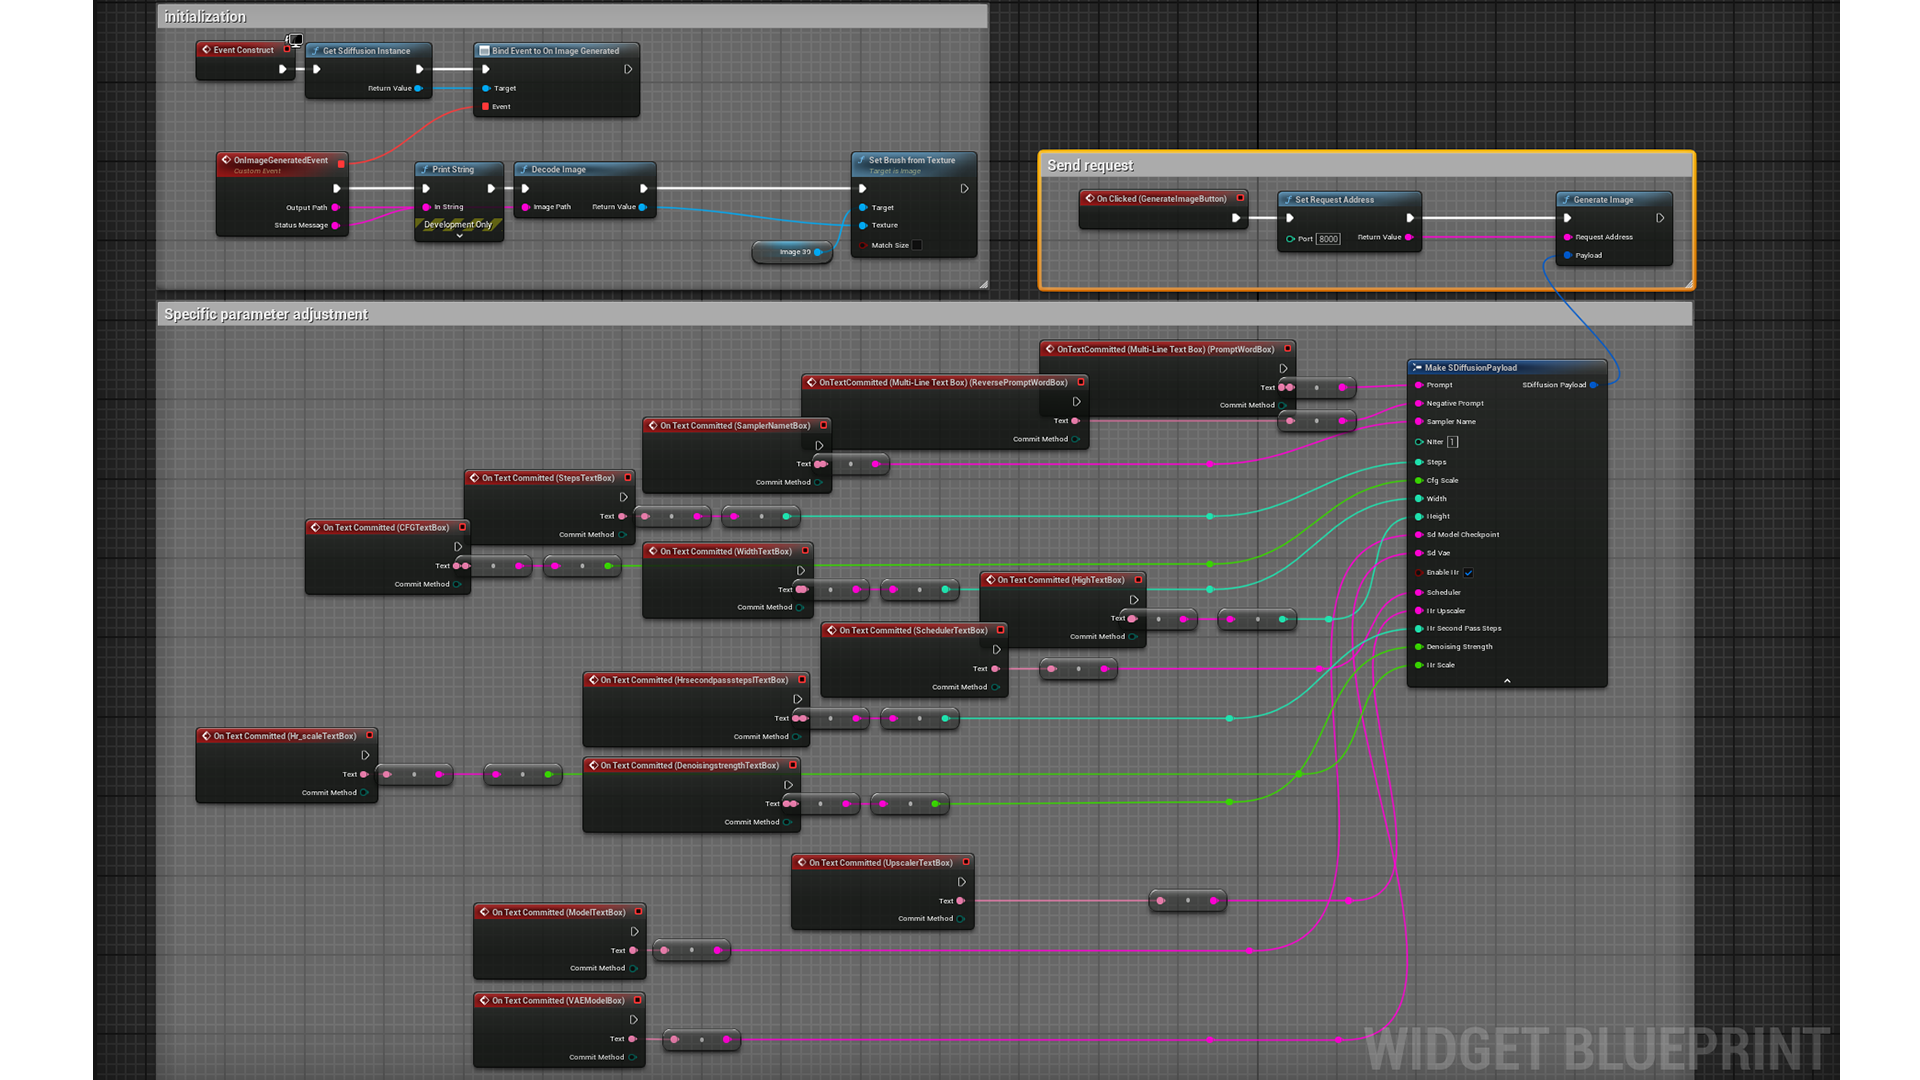 initialization
Event Construct
Get Sdiffusion Instance
Return Value
Bind Event to On Image Generated
Target
Event
OnImageGeneratedEvent
Custom Event
Output Path
Status Message
Print String
In String
Development Only
Decode Image
Image Path
Return Value
Image 39
Set Brush from Texture
Target is Image
Target
Texture
Match Size
Send request
On Clicked (GenerateImageButton)
Set Request Address
Port 8000
Return Value
Generate Image
Request Address
Payload
Specific parameter adjustment
OnTextCommitted (Multi-Line Text Box) (PromptWordBox)
Text
Commit Method
OnTextCommitted (Multi-Line Text Box) (ReversePromptWordBox)
Text
Commit Method
On Text Committed (SamplerNametBox)
Text
Commit Method
On Text Committed (StepsTextBox)
Text
Commit Method
On Text Committed (CFGTextBox)
Text
Commit Method
On Text Committed (WidthTextBox)
Text
Commit Method
On Text Committed (HighTextBox)
Text
Commit Method
On Text Committed (SchedulerTextBox)
Text
Commit Method
On Text Committed (HrsecondpassstepslTextBox)
Text
Commit Method
On Text Committed (Hr_scaleTextBox)
Text
Commit Method
On Text Committed (DenoisingstrengthTextBox)
Text
Commit Method
On Text Committed (UpscalerTextBox)
Text
Commit Method
On Text Committed (ModelTextBox)
Text
Commit Method
On Text Committed (VAEModelBox)
Text
Commit Method
Make SDiffusionPayload
Prompt
SDiffusion Payload
Negative Prompt
Sampler Name
NIter 1
Steps
Cfg Scale
Width
Height
Sd Model Checkpoint
Sd Vae
Enable Hr
Scheduler
Hr Upscaler
Hr Second Pass Steps
Denoising Strength
Hr Scale
WIDGET BLUEPRINT